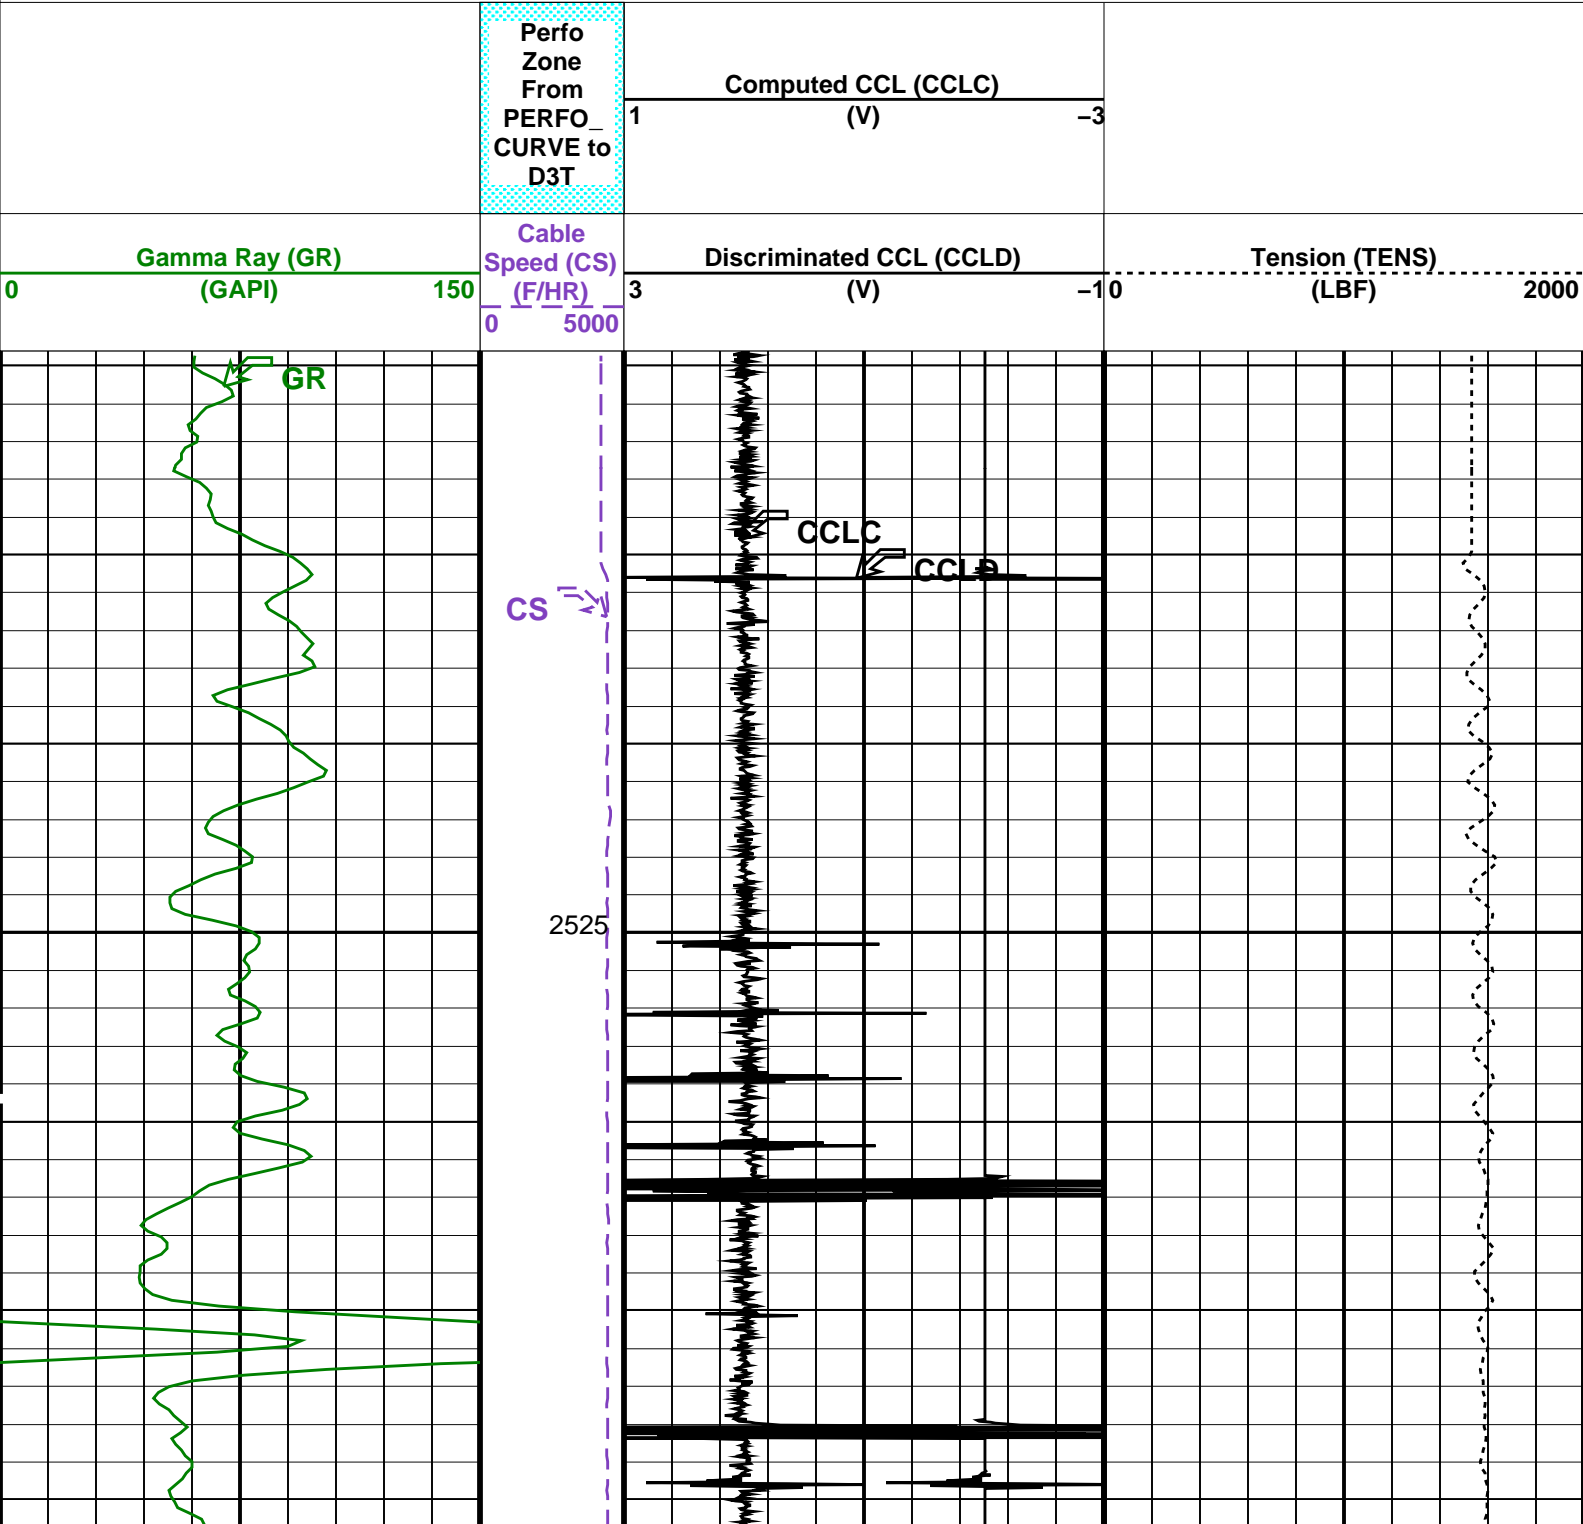 Perfo
Zone
From
PERFO_
CURVE to
D3T
Computed CCL (CCLC)
1 (V) −3
Gamma Ray (GR)
0 (GAPI) 150
Cable
Speed (CS)
(F/HR)
0 5000
Discriminated CCL (CCLD)
3 (V) −1
Tension (TENS)
0 (LBF) 2000
GR
CCLC
CCLD
CS
2525